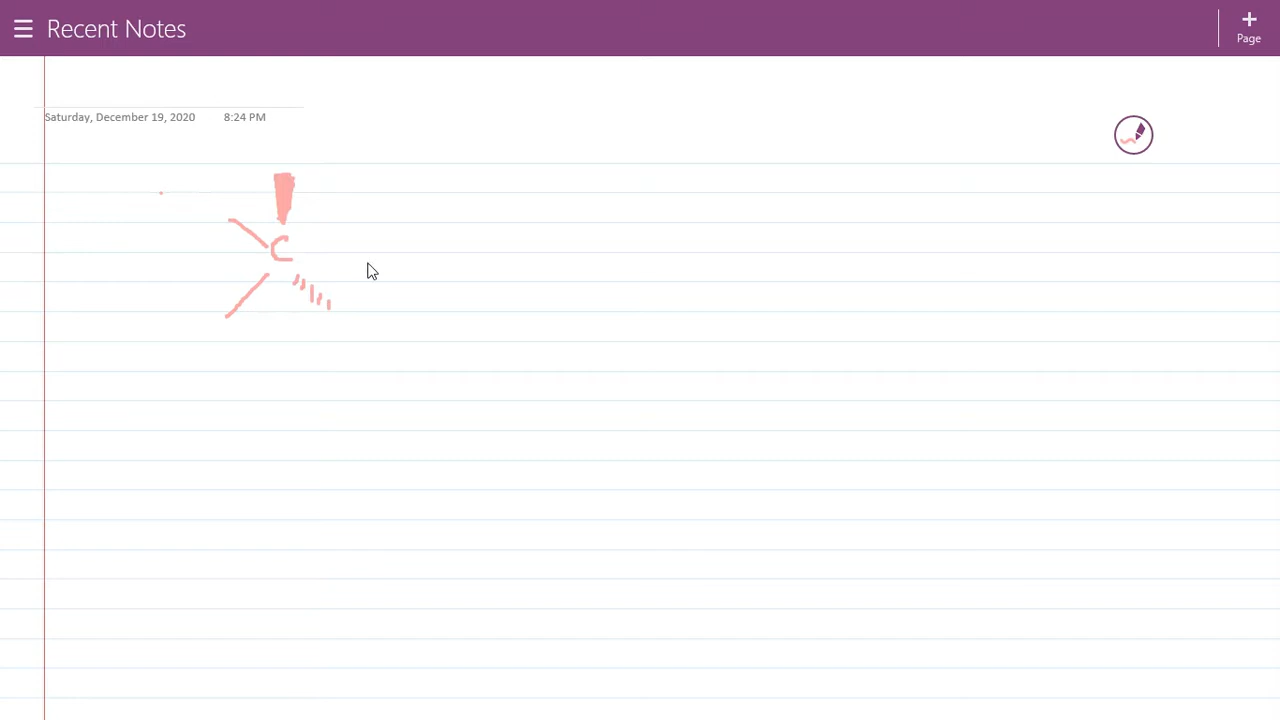 Recent Notes
Page
Saturday, December 19, 2020 8:24 PM
C